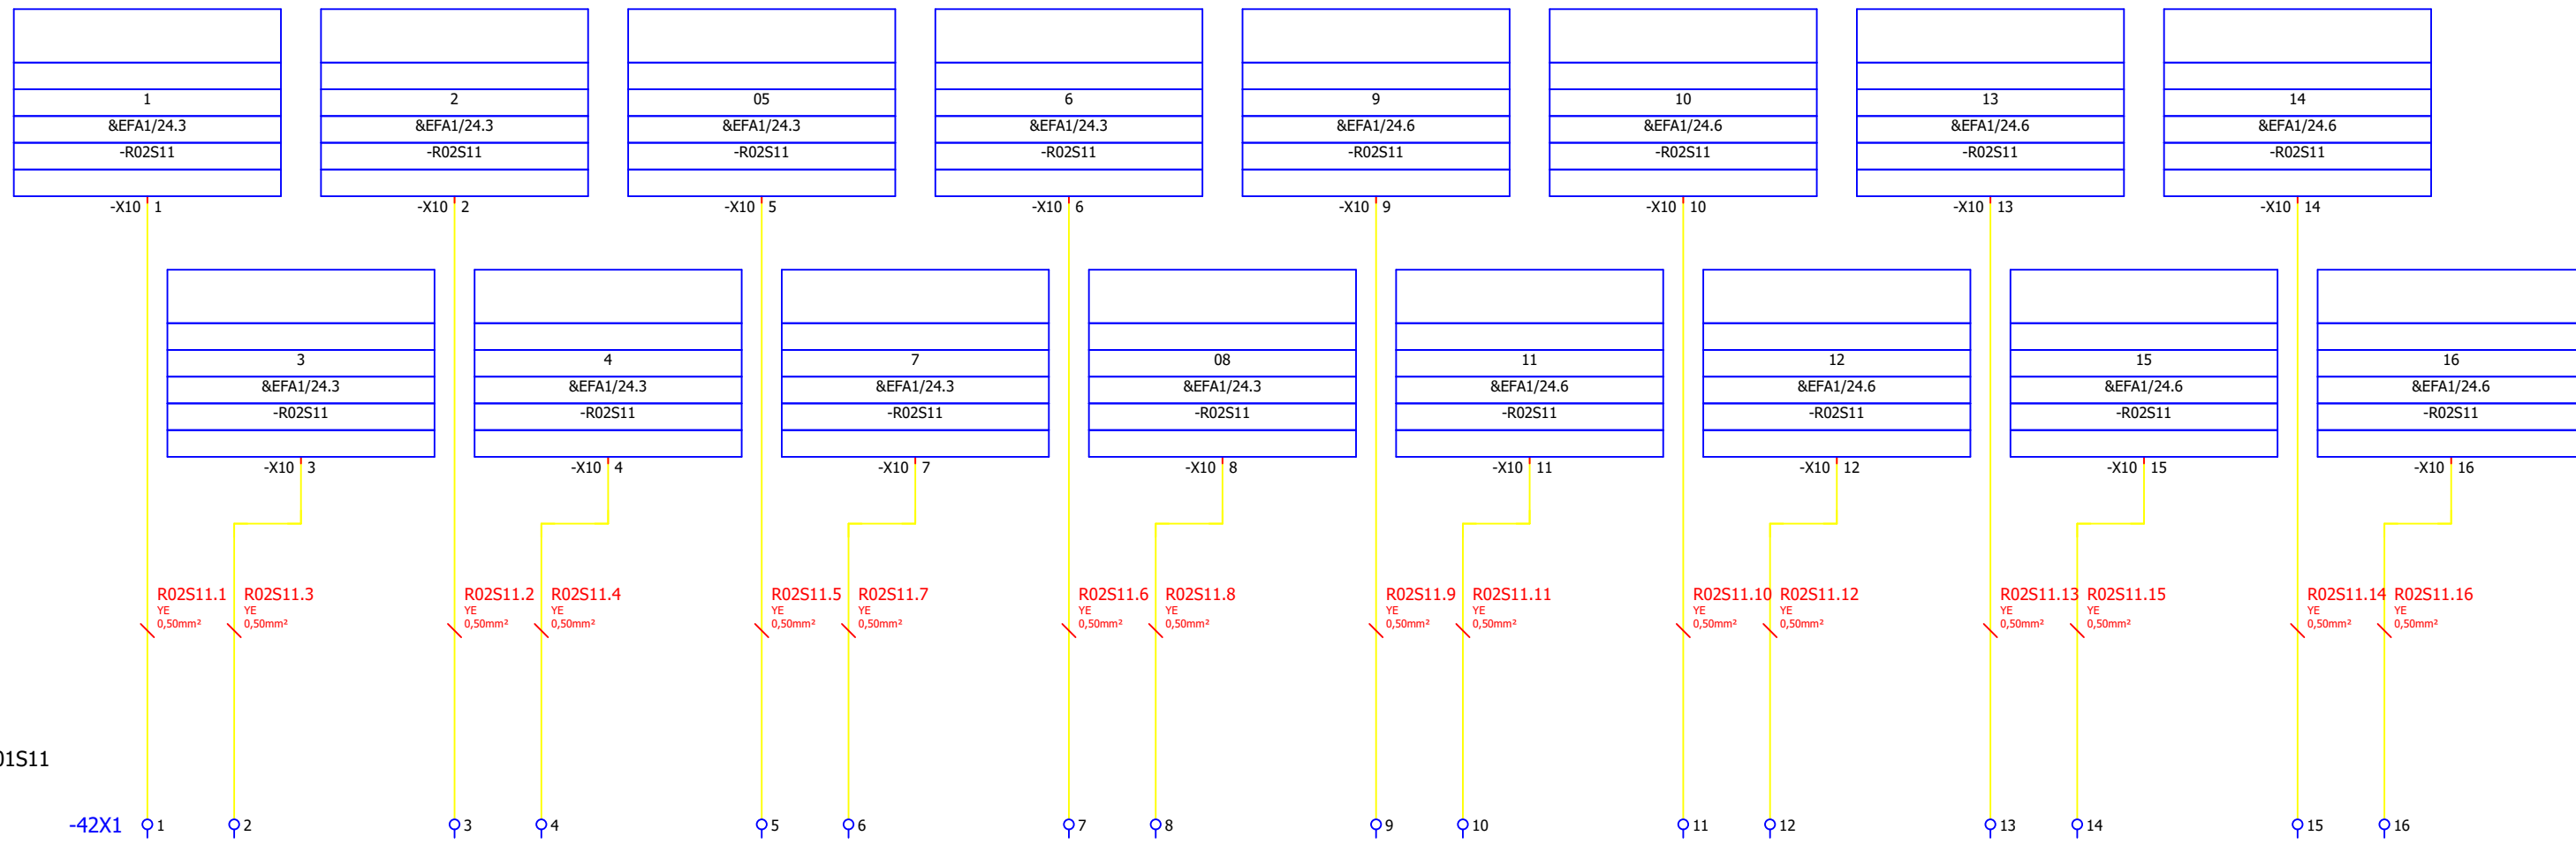 1 2 05 6 9 10 13 14
&EFA1/24.3 &EFA1/24.3 &EFA1/24.3 &EFA1/24.3 &EFA1/24.6 &EFA1/24.6 &EFA1/24.6 &EFA1/24.6
-R02S11 -R02S11 -R02S11 -R02S11 -R02S11 -R02S11 -R02S11 -R02S11
-X10 1 -X10 2 -X10 5 -X10 6 -X10 9 -X10 10 -X10 13 -X10 14
3 4 7 08 11 12 15 16
&EFA1/24.3 &EFA1/24.3 &EFA1/24.3 &EFA1/24.3 &EFA1/24.6 &EFA1/24.6 &EFA1/24.6 &EFA1/24.6
-R02S11 -R02S11 -R02S11 -R02S11 -R02S11 -R02S11 -R02S11 -R02S11
-X10 3 -X10 4 -X10 7 -X10 8 -X10 11 -X10 12 -X10 15 -X10 16
R02S11.1 R02S11.3 R02S11.2 R02S11.4 R02S11.5 R02S11.7 R02S11.6 R02S11.8 R02S11.9 R02S11.11 R02S11.10 R02S11.12 R02S11.13 R02S11.15 R02S11.14 R02S11.16
YE YE YE YE YE YE YE YE YE YE YE YE YE YE YE YE
0,50mm² 0,50mm² 0,50mm² 0,50mm² 0,50mm² 0,50mm² 0,50mm² 0,50mm² 0,50mm² 0,50mm² 0,50mm² 0,50mm² 0,50mm² 0,50mm² 0,50mm² 0,50mm²
01S11
-42X1 1 2 3 4 5 6 7 8 9 10 11 12 13 14 15 16